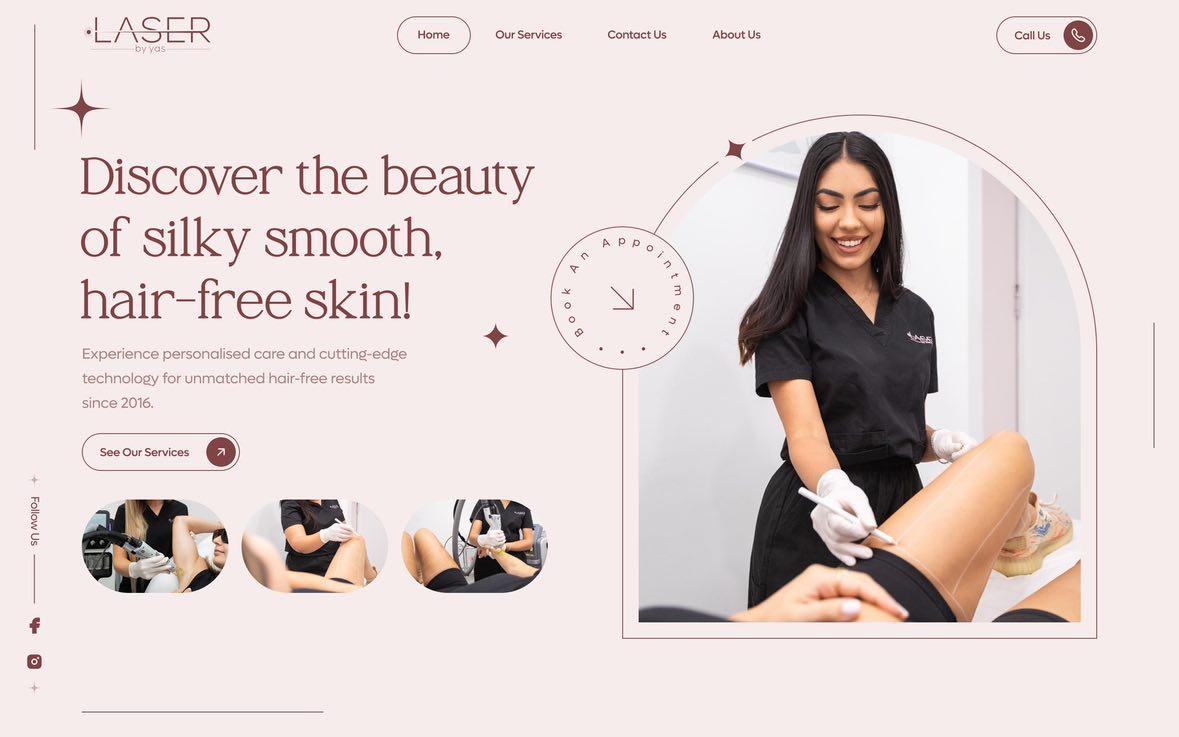 LASER
by yas
Home
Our Services
Contact Us
About Us
Call Us
Discover the beauty
of silky smooth,
hair-free skin!
Experience personalised care and cutting-edge
technology for unmatched hair-free results
since 2016.
See Our Services
Book An Appointment
LASER
Follow Us